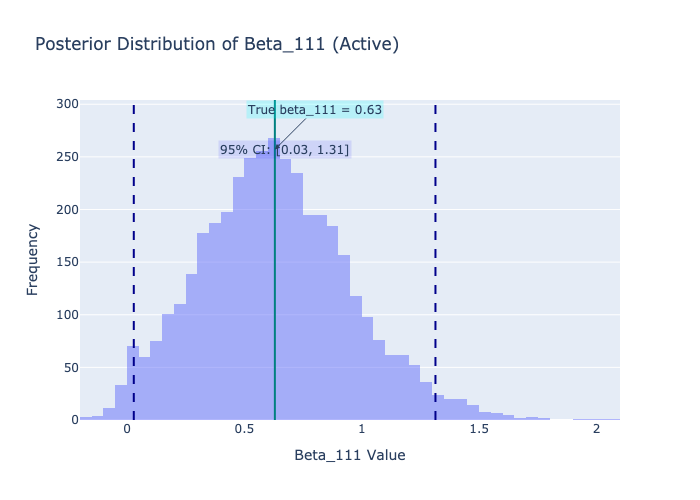 Posterior Distribution of Beta_111 (Active)
True beta_111 = 0.63
95% CI: [0.03, 1.31]
Frequency
300
250
200
150
100
50
0
0
0.5
1
1.5
2
Beta_111 Value